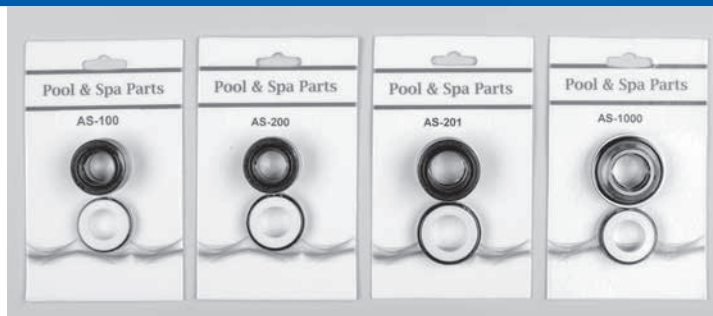 Pool & Spa Parts
AS-100
Pool & Spa Parts
AS-200
Pool & Spa Parts
AS-201
Pool & Spa Parts
AS-1000